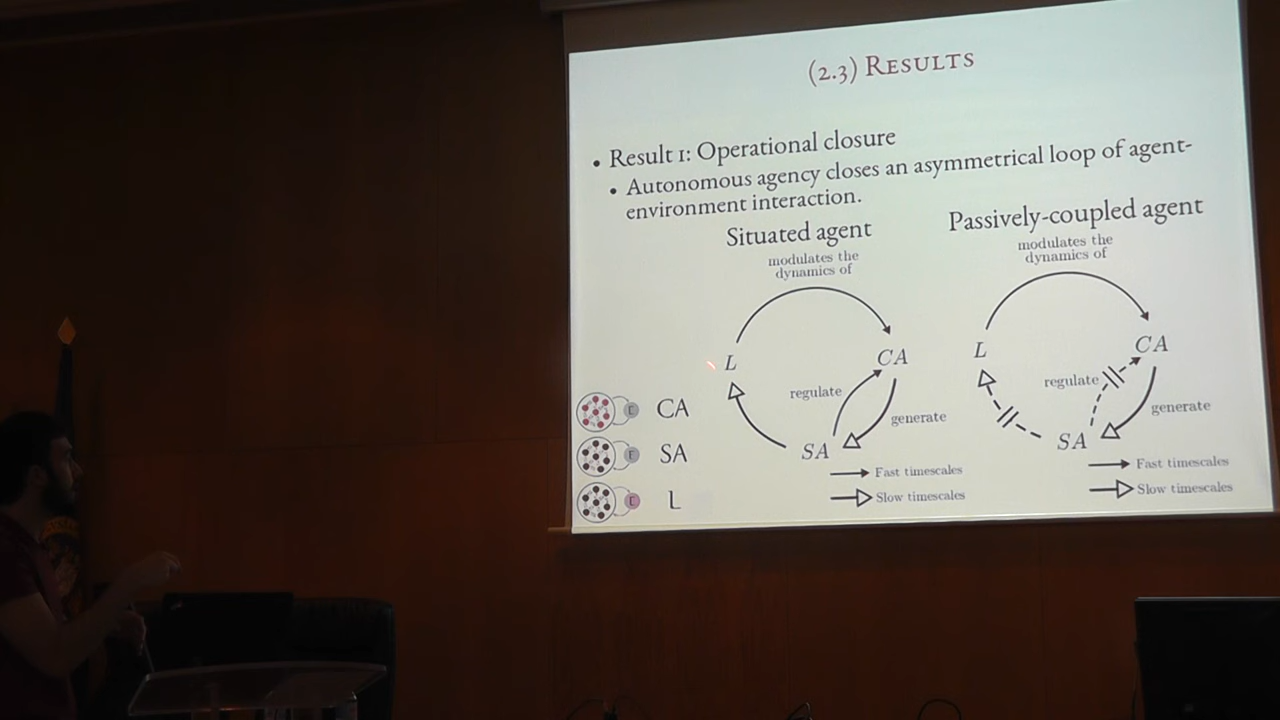 (2.3) Results
• Result 1: Operational closure
• Autonomous agency closes an asymmetrical loop of agent-
environment interaction.
Situated agent
modulates the
dynamics of
L
CA
regulate
generate
SA
Fast timescales
Slow timescales
Passively-coupled agent
modulates the
dynamics of
L
CA
regulate
generate
SA
Fast timescales
Slow timescales
E
CA
E
SA
E
L